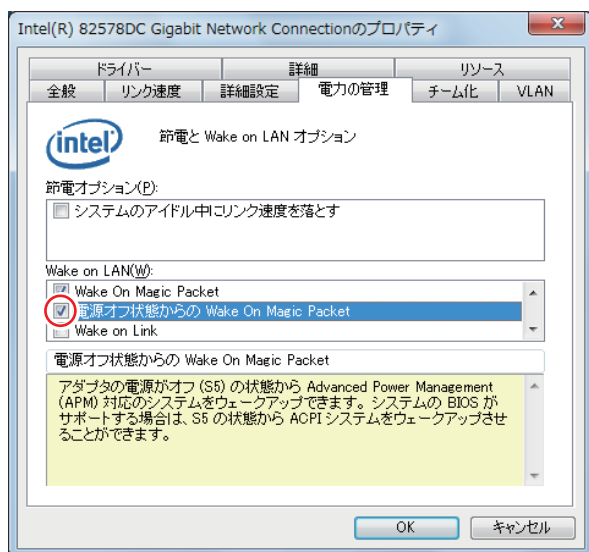 Intel(R) 82578DC Gigabit Network Connectionのプロパティ
ドライバー 詳細 リソース
全般 リンク速度 詳細設定 電力の管理 チーム化 VLAN
intel 節電と Wake on LAN オプション
節電オプション(P):
システムのアイドル中にリンク速度を落とす
Wake on LAN(W):
Wake On Magic Packet
電源オフ状態からの Wake On Magic Packet
Wake on Link
電源オフ状態からの Wake On Magic Packet
アダプタの電源がオフ (S5) の状態から Advanced Power Management
(APM) 対応のシステムをウェークアップできます。システムの BIOS が
サポートする場合は、S5 の状態から ACPI システムをウェークアップさせ
ることができます。
OK キャンセル